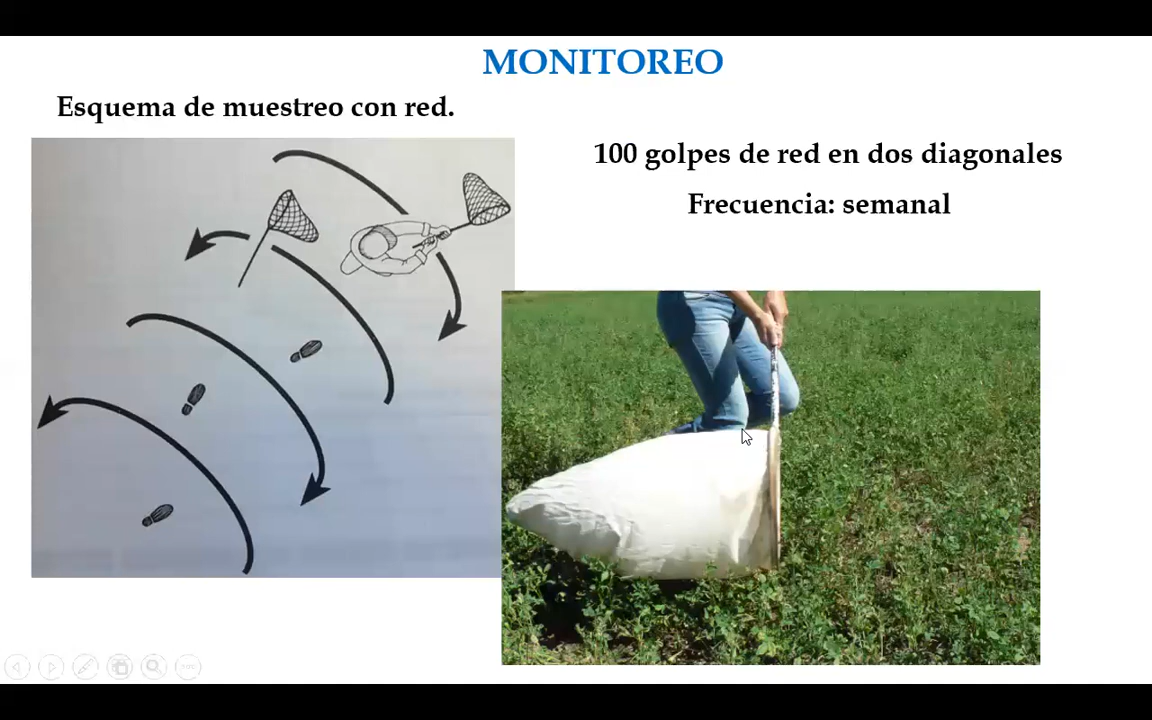 MONITOREO
Esquema de muestreo con red.
100 golpes de red en dos diagonales
Frecuencia: semanal